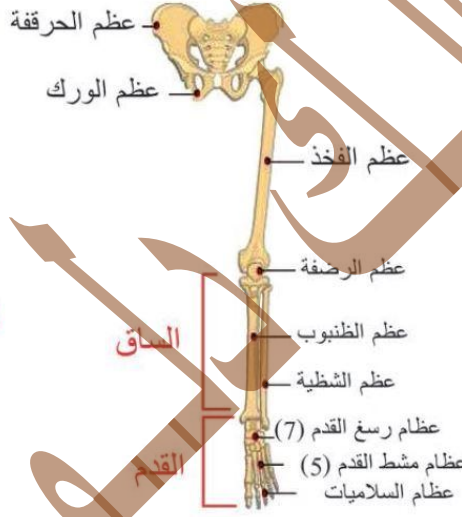 عظم الحرقفة
عظم الورك
عظم الفخذ
عظم الرضفة
الساق
عظم الظنبوب
عظم الشظية
عظام رسغ القدم (7)
القدم
عظام مشط القدم (5)
عظام السلاميات